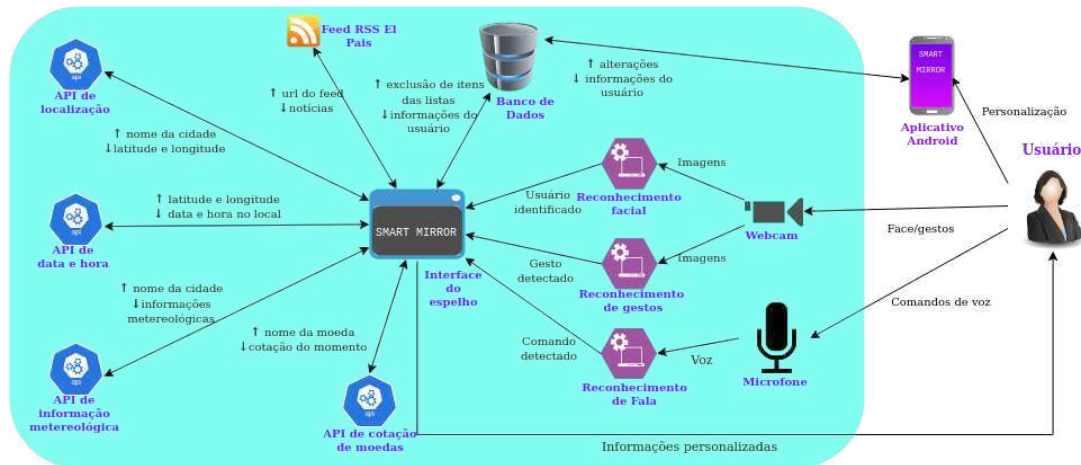 Feed RSS El
Pais
api
API de
localização
↑ url do feed
↓notícias
↑ exclusão de itens
das listas
↓informações do
usuário
Banco de
Dados
↑ alterações
↓ informações do
usuário
SMART
MIRROR
Aplicativo
Android
Personalização
Usuário
↑ nome da cidade
↓latitude e longitude
Imagens
Reconhecimento
facial
Usuário
identificado
↑ latitude e longitude
↓ data e hora no local
api
API de
data e hora
SMART MIRROR
Interface
do
espelho
Webcam
Face/gestos
Imagens
Gesto
detectado
Reconhecimento
de gestos
↑ nome da cidade
↓informações
metereológicas
Comandos de voz
↑ nome da moeda
↓cotação do momento
Comando
detectado
Voz
Microfone
Reconhecimento
de Fala
api
API de
informação
metereológica
api
API de cotação
de moedas
Informações personalizadas